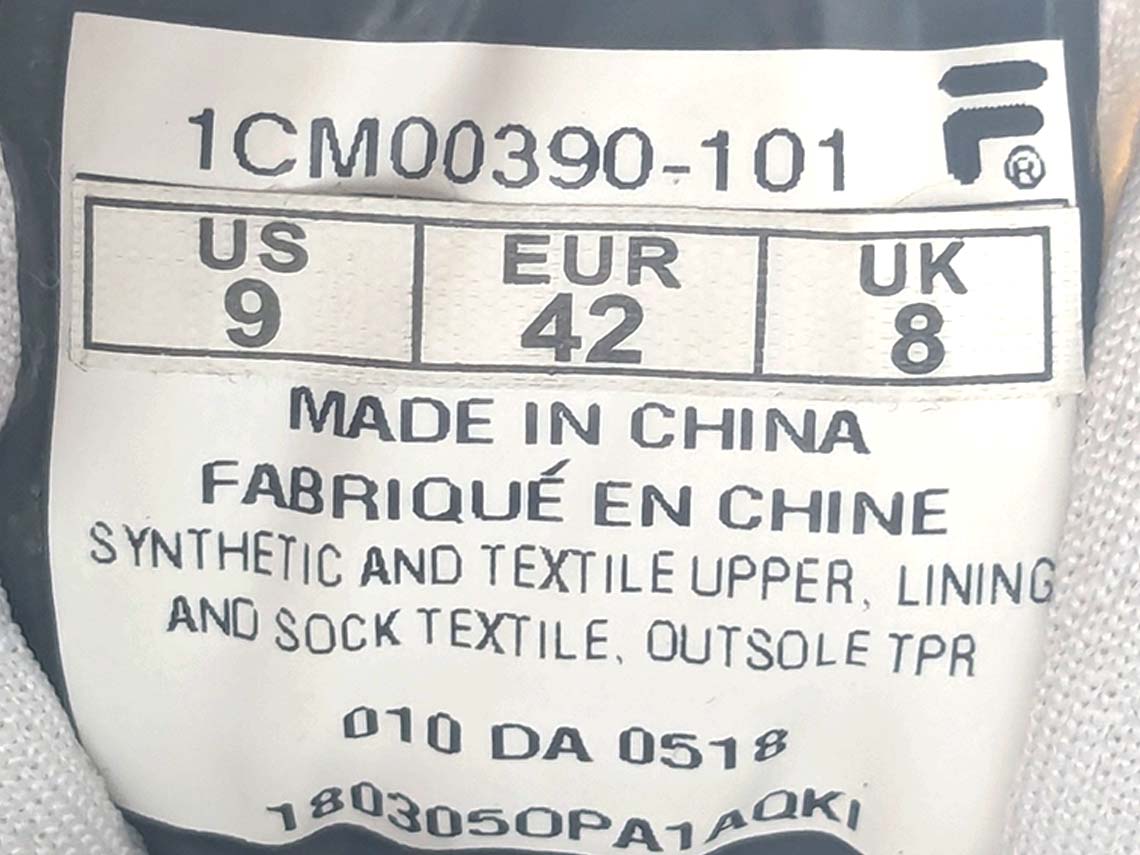 1CM00390-101
US EUR UK
9 42 8
MADE IN CHINA
FABRIQUÉ EN CHINE
SYNTHETIC AND TEXTILE UPPER, LINING
AND SOCK TEXTILE, OUTSOLE TPR
010 DA 0518
180305OPA1AQKI